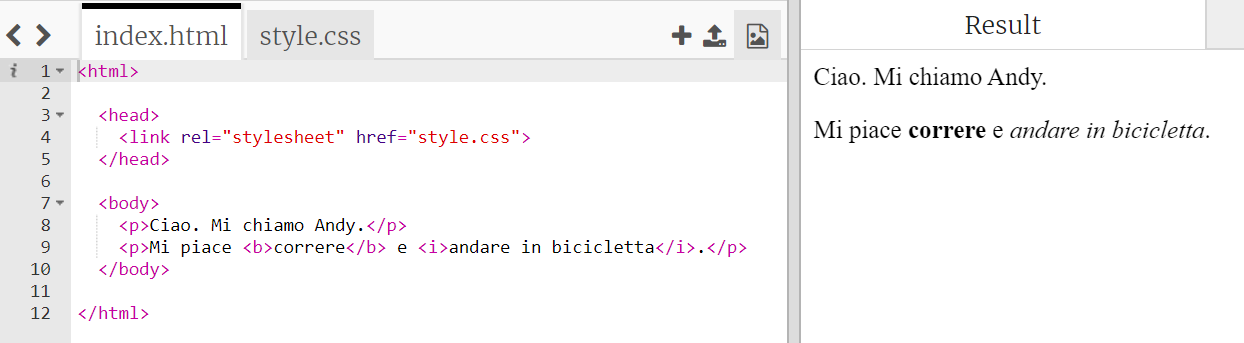 index.html style.css
Result
1 <html>
2
3 <head>
4 <link rel="stylesheet" href="style.css">
5 </head>
6
7 <body>
8 <p>Ciao. Mi chiamo Andy.</p>
9 <p>Mi piace <b>correre</b> e <i>andare in bicicletta</i>.</p>
10 </body>
11
12 </html>
Ciao. Mi chiamo Andy.
Mi piace correre e andare in bicicletta.